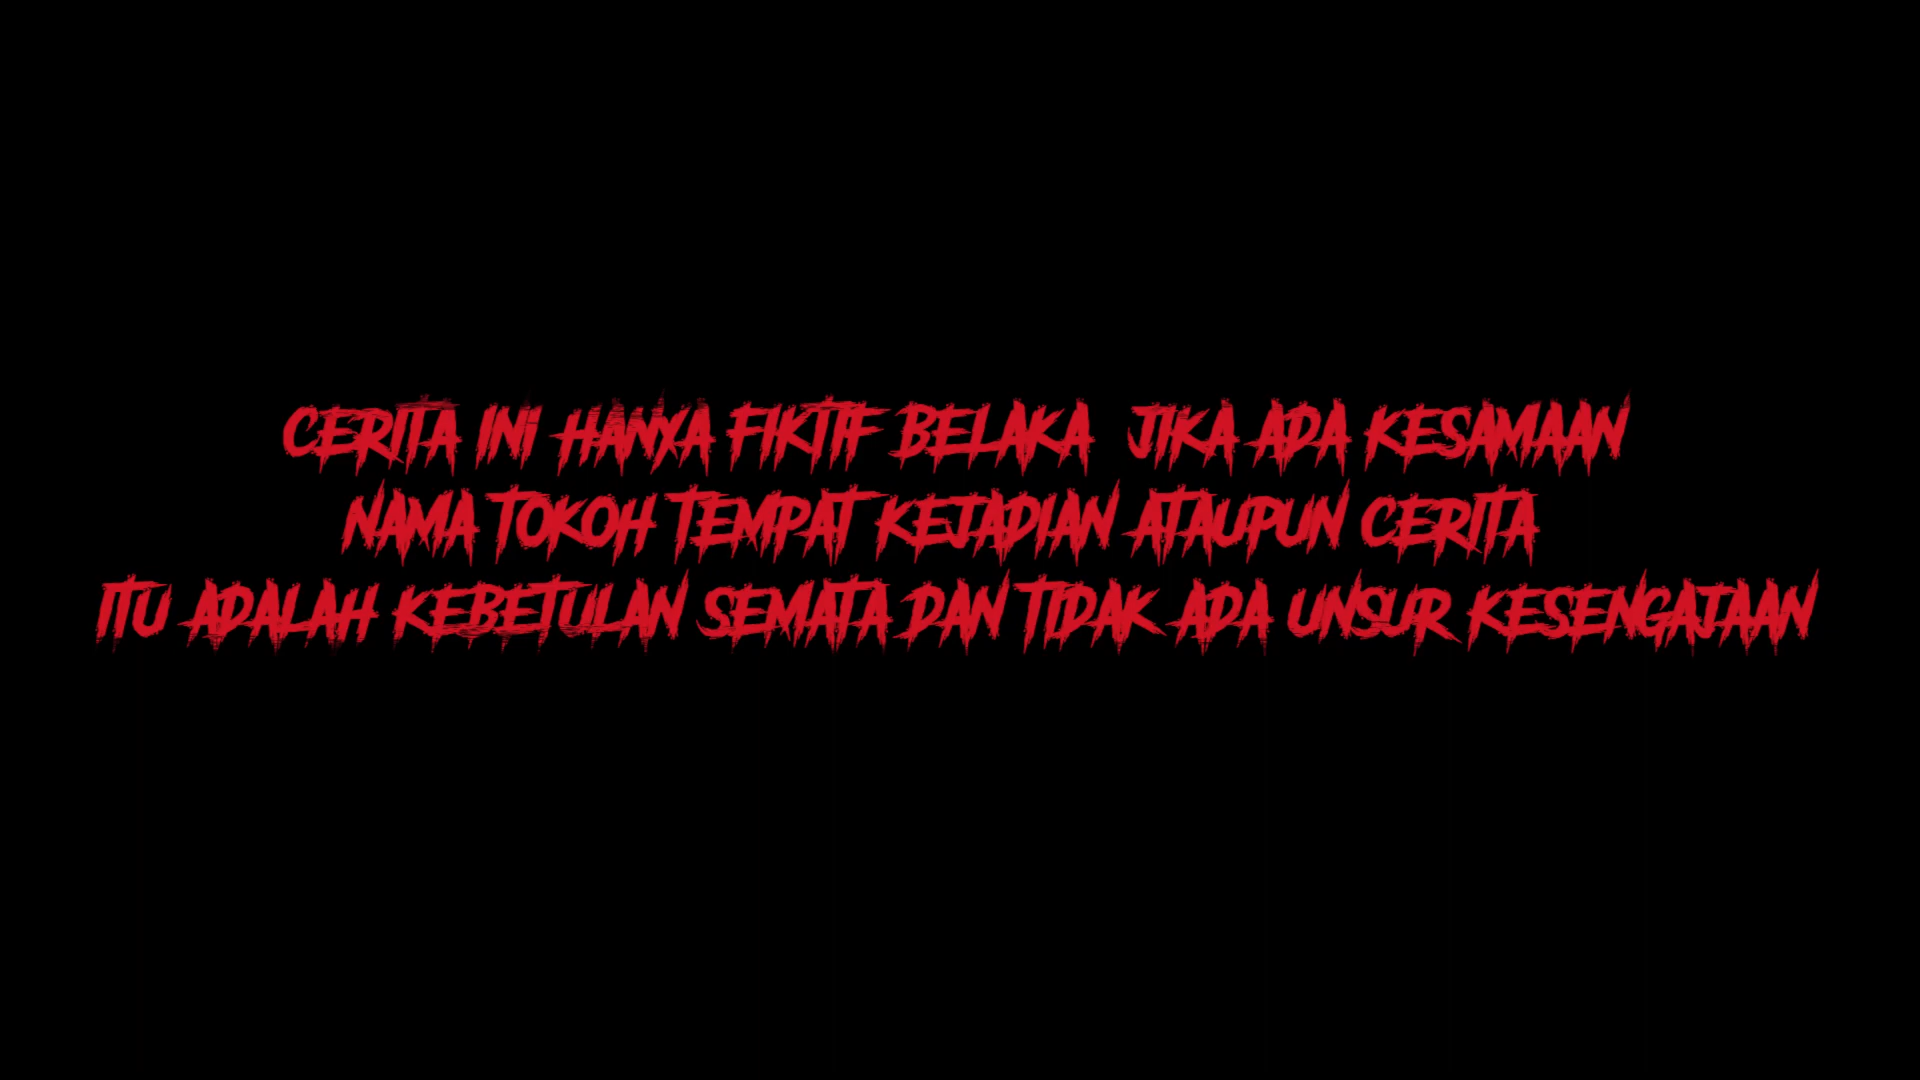 CERITA INI HANYA FIKTIF BELAKA JIKA ADA KESAMAAN
NAMA TOKOH TEMPAT KEJADIAN ATAUPUN CERITA
ITU ADALAH KEBETULAN SEMATA DAN TIDAK ADA UNSUR KESENGAJAAN